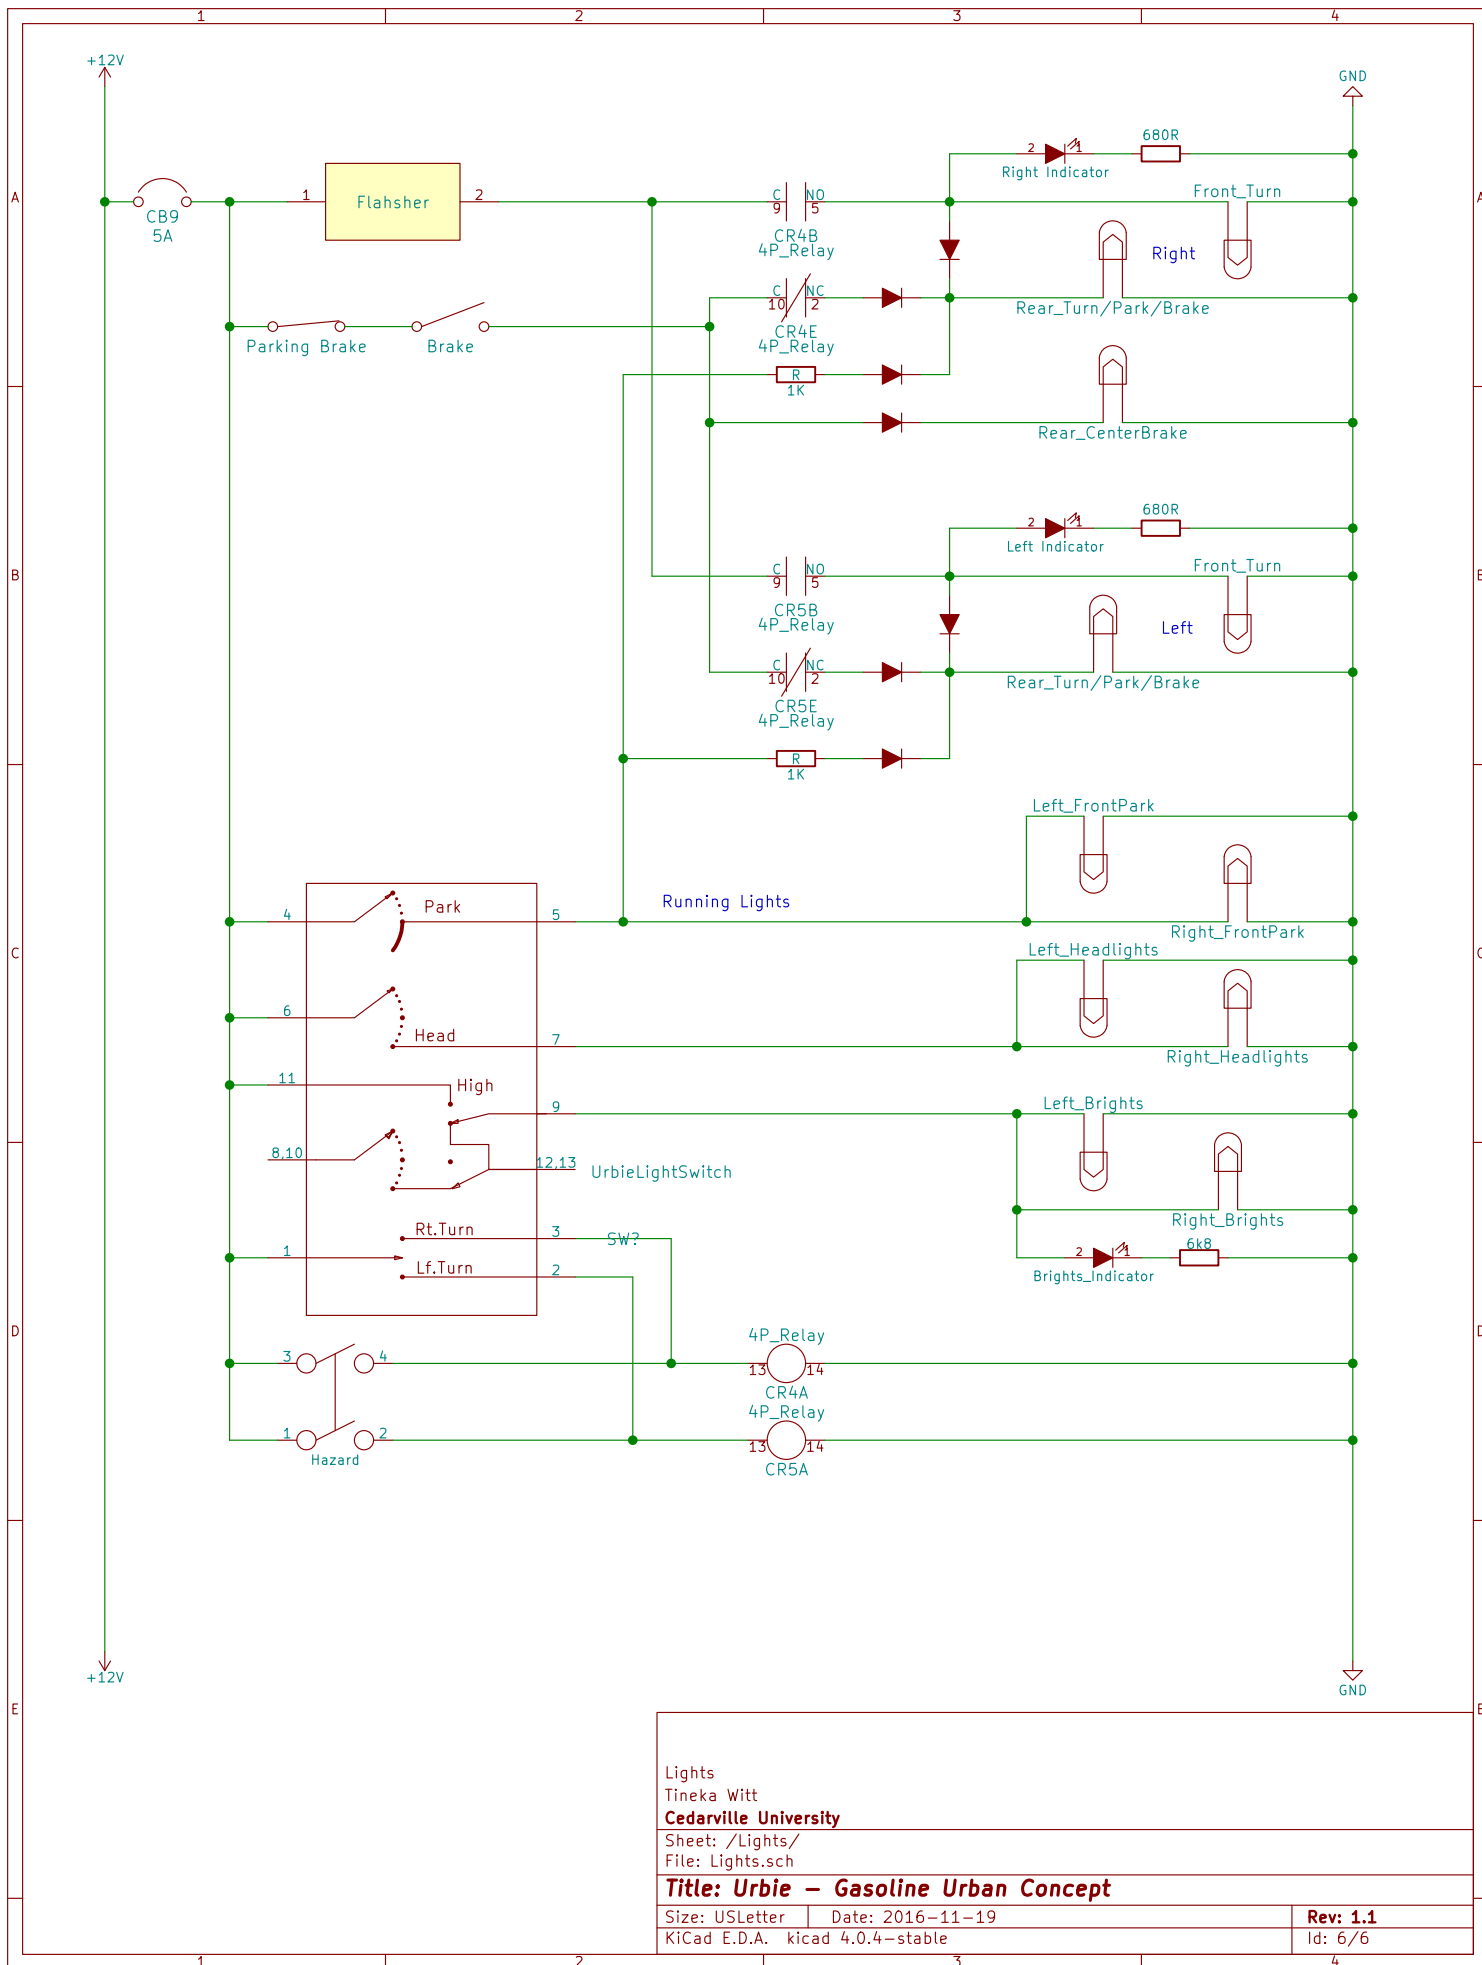 1 2 3 4
+12V
GND
680R
2 1
Right Indicator
Front_Turn
A
A
1 Flahsher 2
C NO
9 5
CB9
5A
CR4B
4P_Relay
Right
C NC
10 2
Rear_Turn/Park/Brake
CR4E
4P_Relay
Parking Brake
Brake
R
1K
Rear_CenterBrake
680R
2 1
Left Indicator
Front_Turn
B
B
C NO
9 5
CR5B
4P_Relay
Left
C NC
10 2
Rear_Turn/Park/Brake
CR5E
4P_Relay
R
1K
Left_FrontPark
Running Lights
4 Park 5
Right_FrontPark
C
C
Left_Headlights
6
Head 7
Right_Headlights
11 High
9
Left_Brights
8,10
12,13 UrbieLightSwitch
Right_Brights
Rt.Turn 3 SW?
1
Lf.Turn 2
6k8
2 1
Brights_Indicator
D
D
4P_Relay
3 4
13 14
CR4A
4P_Relay
1 2
13 14
Hazard
CR5A
+12V
GND
E
E
Lights
Tineka Witt
Cedarville University
Sheet: /Lights/
File: Lights.sch
Title: Urbie – Gasoline Urban Concept
Size: USLetter Date: 2016-11-19 Rev: 1.1
KiCad E.D.A. kicad 4.0.4-stable Id: 6/6
1 2 3 4